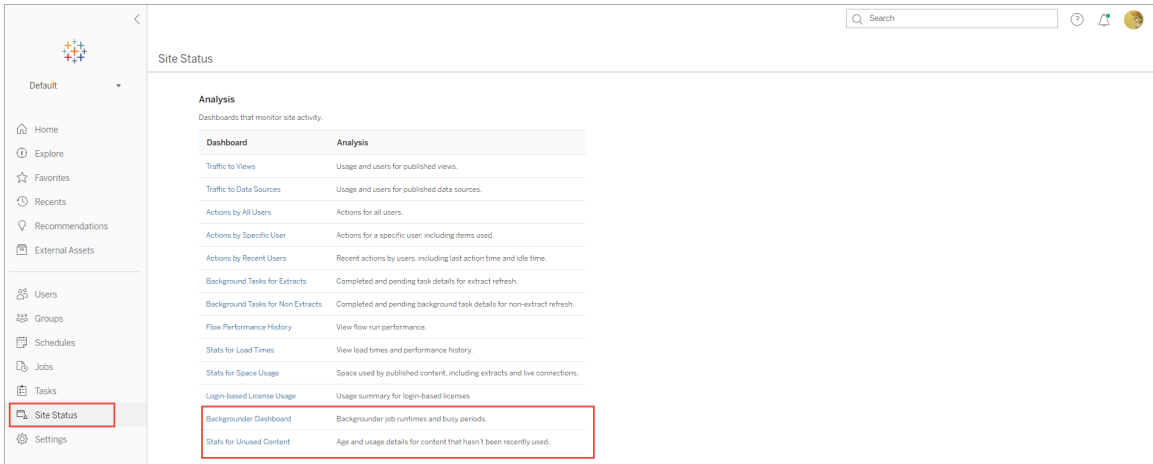 Search
Site Status
Default
Home
Explore
Favorites
Recents
Recommendations
External Assets
Users
Groups
Schedules
Jobs
Tasks
Site Status
Settings
Analysis
Dashboards that monitor site activity.
Dashboard Analysis
Traffic to Views Usage and users for published views.
Traffic to Data Sources Usage and users for published data sources.
Actions by All Users Actions for all users.
Actions by Specific User Actions for a specific user, including items used.
Actions by Recent Users Recent actions by users, including last action time and idle time.
Background Tasks for Extracts Completed and pending task details for extract refresh.
Background Tasks for Non Extracts Completed and pending background task details for non-extract refresh.
Flow Performance History View flow run performance.
Stats for Load Times View load times and performance history.
Stats for Space Usage Space used by published content, including extracts and live connections.
Login-based License Usage Usage summary for login-based licenses
Backgrounder Dashboard Backgrounder job runtimes and busy periods.
Stats for Unused Content Age and usage details for content that hasn't been recently used.